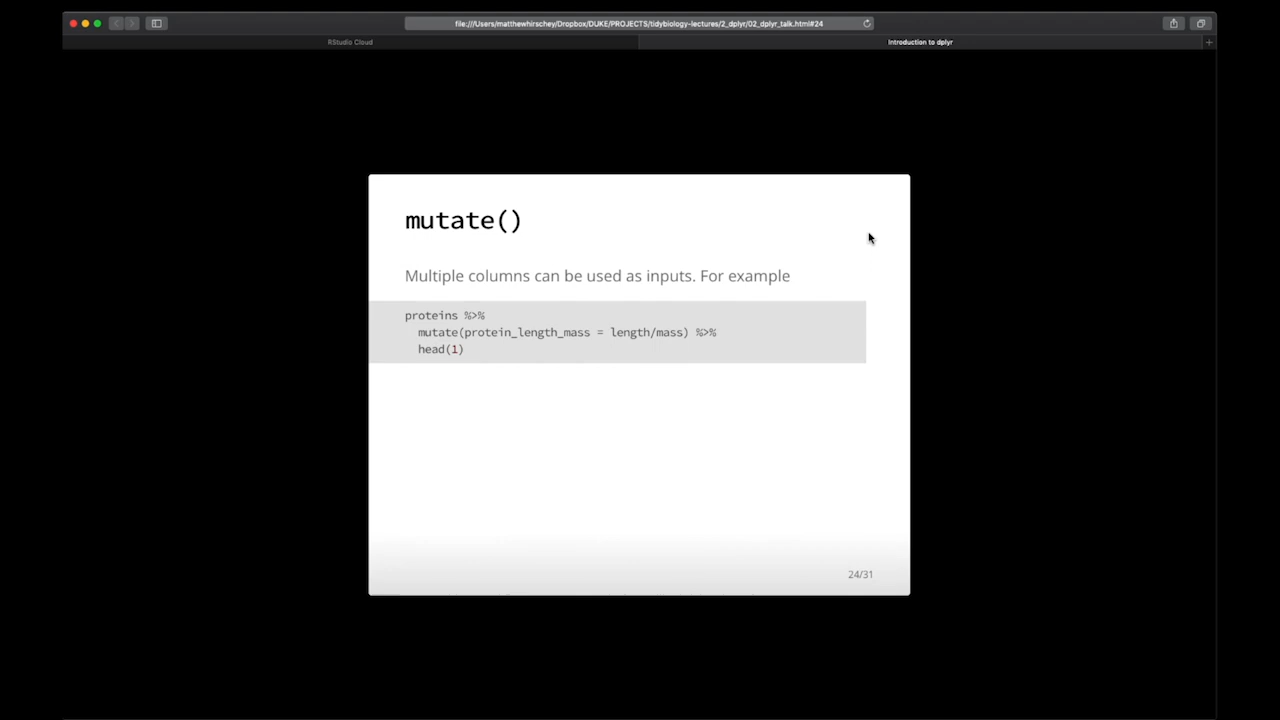 file:///Users/matthewhirschey/Dropbox/DUKE/PROJECTS/tidybiology-lectures/2_dplyr/02_dplyr_talk.html#24
RStudio Cloud
Introduction to dplyr
mutate()
Multiple columns can be used as inputs. For example
proteins %>%
mutate(protein_length_mass = length/mass) %>%
head(1)
24/31